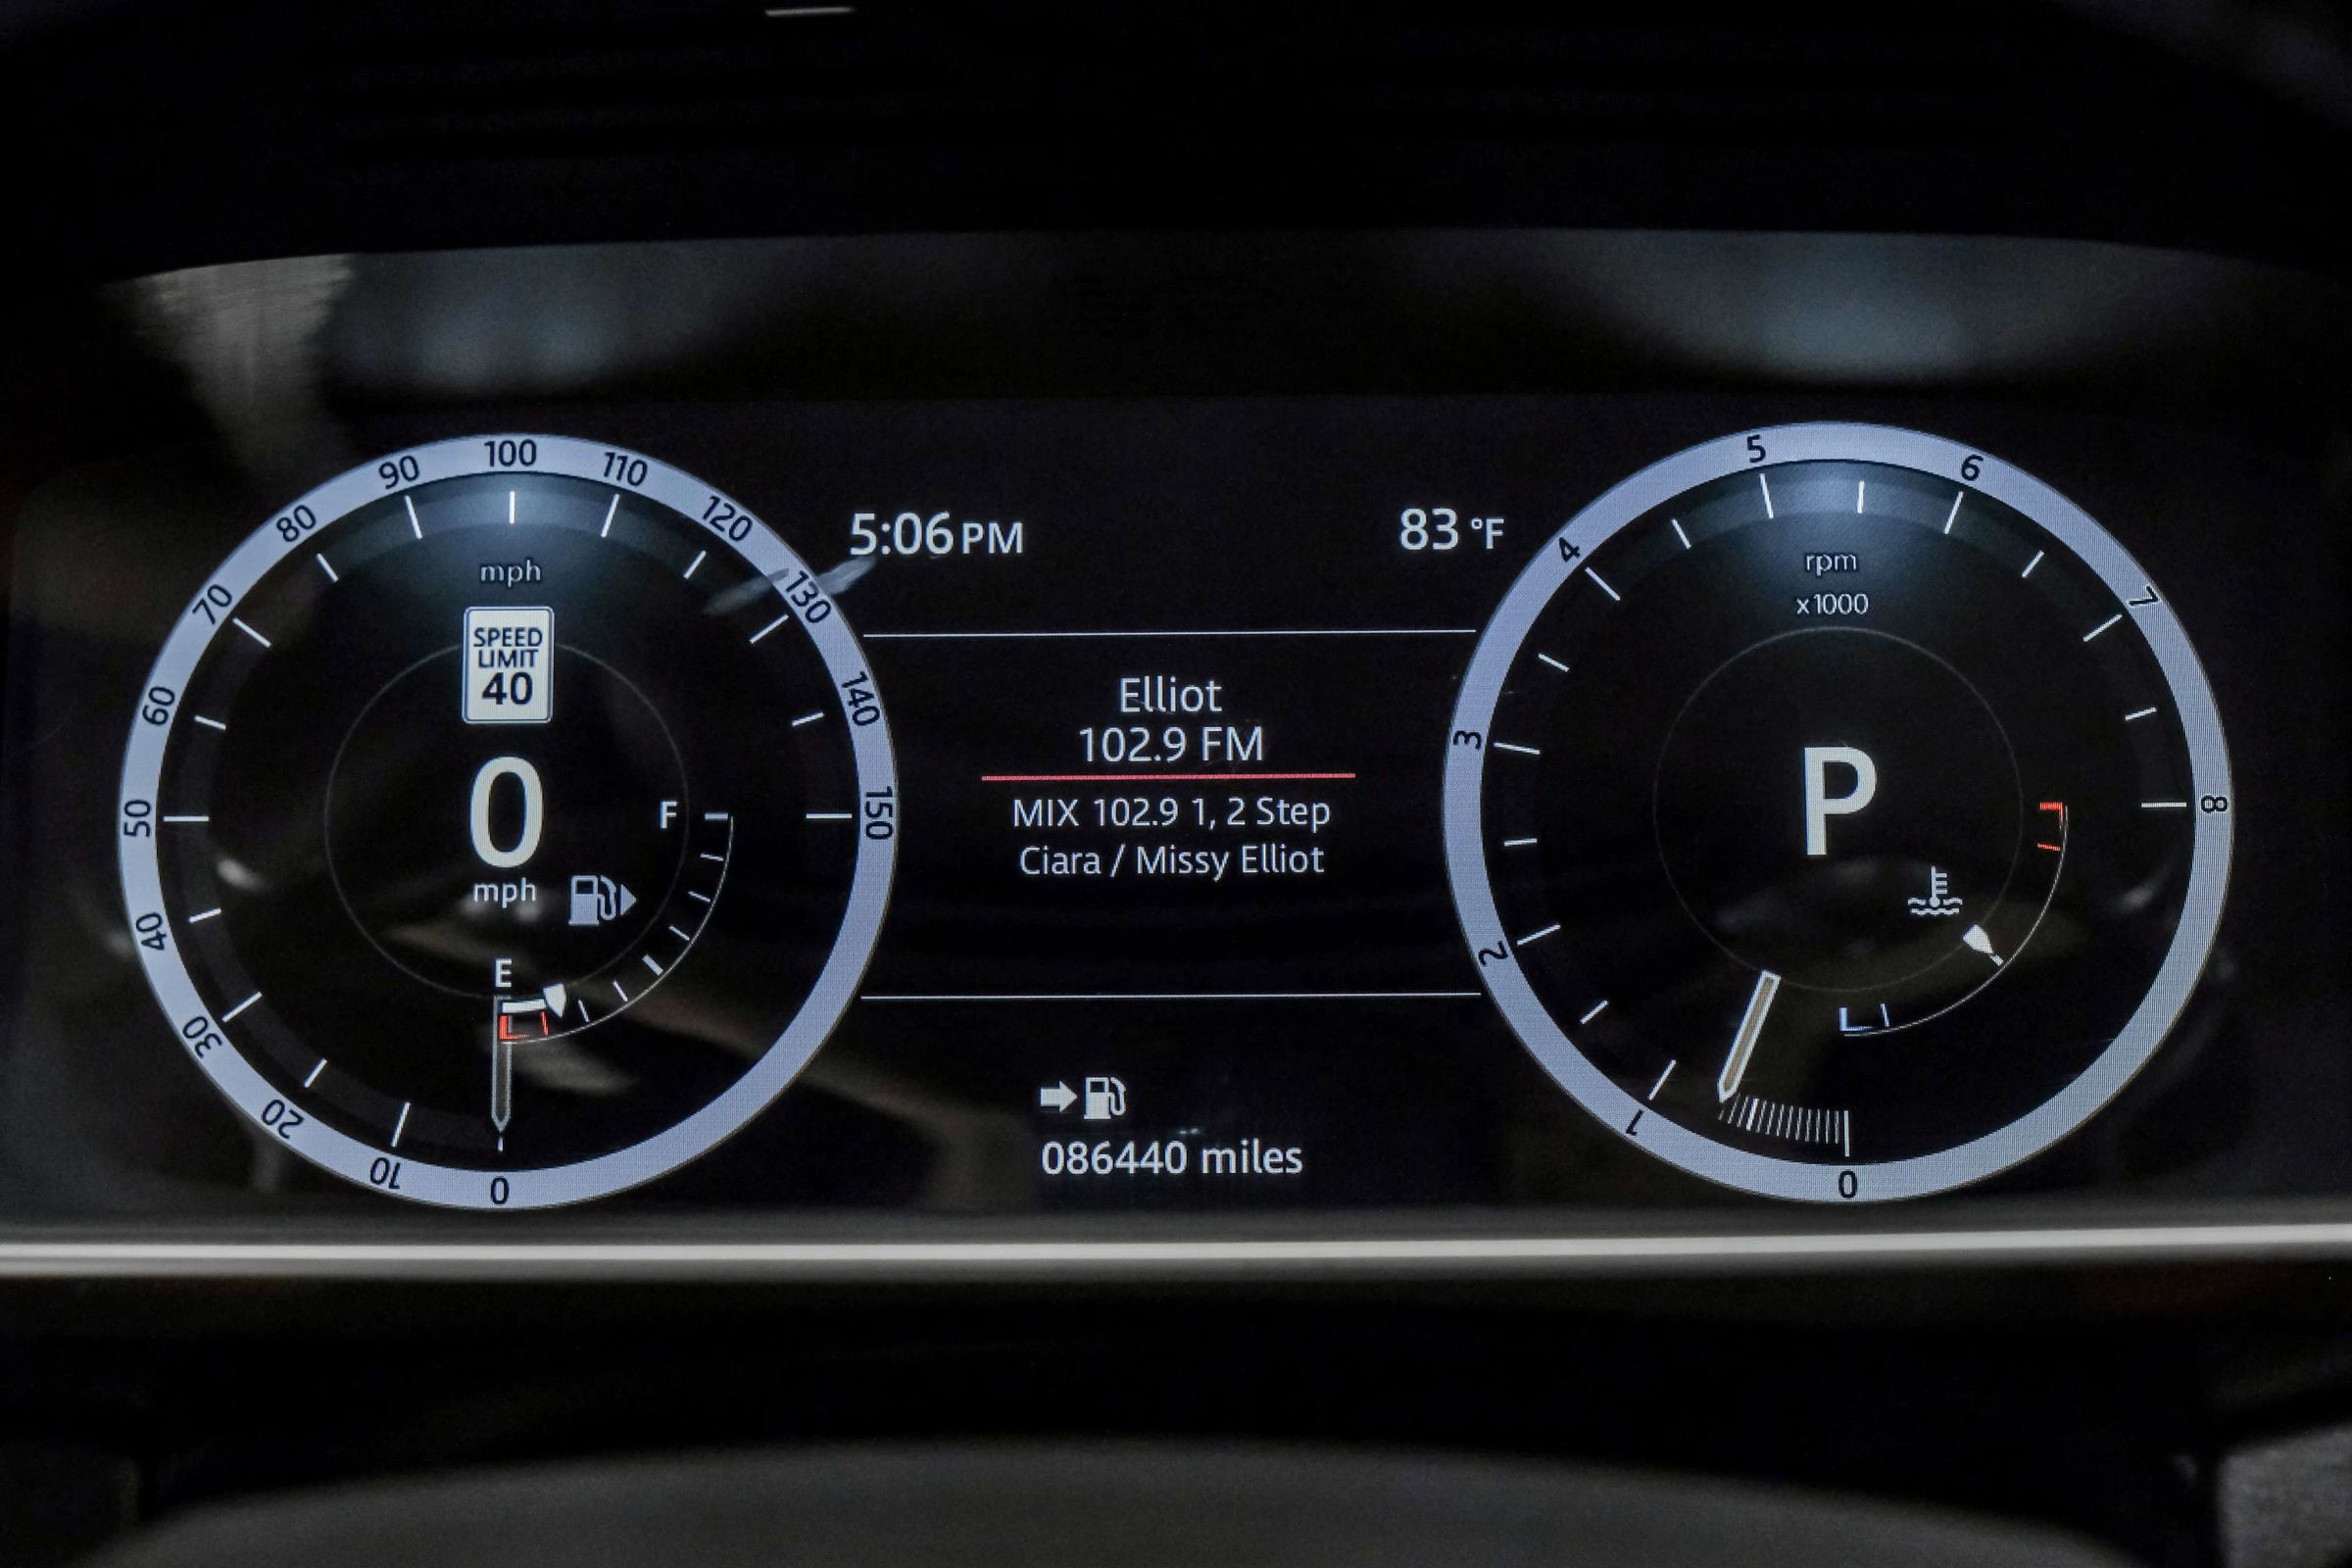 100
90
110
80
120
70
130
60
140
50
150
40
30
20
10
0
mph
SPEED
LIMIT
40
0
mph
F
E
5:06 PM
83 °F
Elliot
102.9 FM
MIX 102.9 1, 2 Step
Ciara / Missy Elliot
086440 miles
5
6
4
7
3
8
2
1
0
rpm
x1000
P